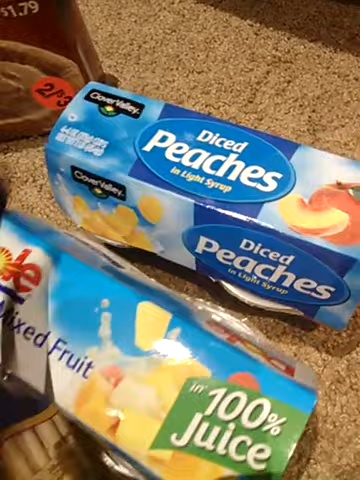 $1.79
2/$3
Clover Valley
Diced
Peaches
in Light Syrup
Clover Valley
Diced
Peaches
in Light Syrup
Mixed Fruit
in 100%
Juice